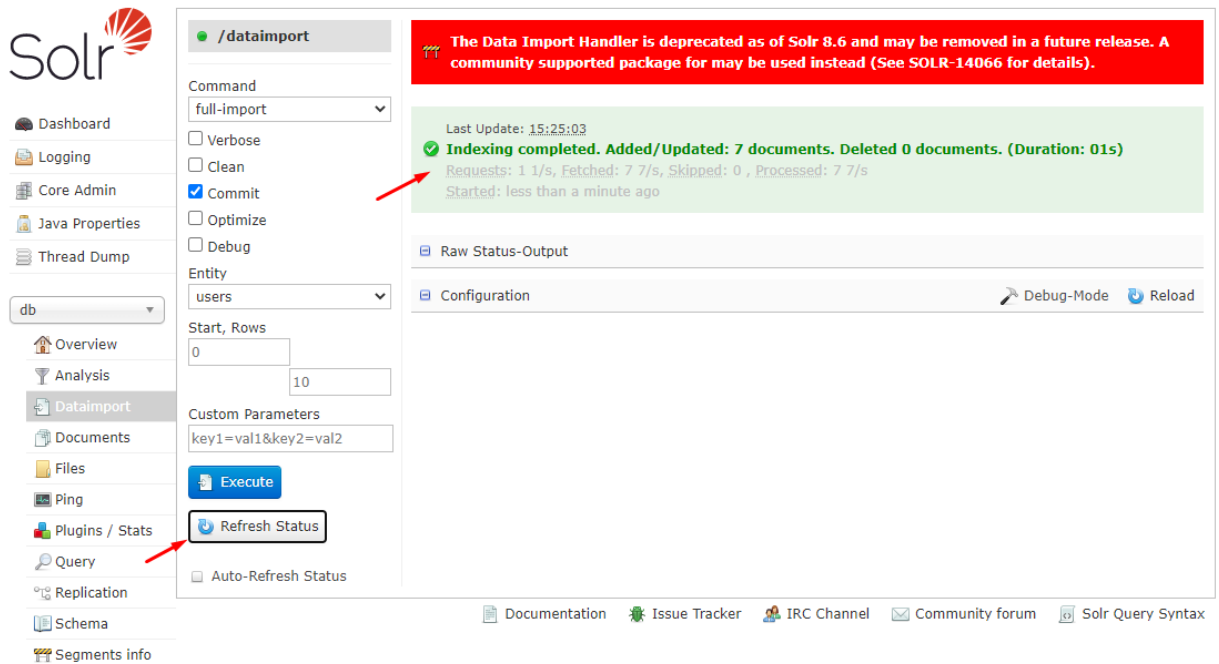 Solr
Dashboard
Logging
Core Admin
Java Properties
Thread Dump
db
Overview
Analysis
Dataimport
Documents
Files
Ping
Plugins / Stats
Query
Replication
Schema
Segments info
/dataimport
Command
full-import
Verbose
Clean
Commit
Optimize
Debug
Entity
users
Start, Rows
0
10
Custom Parameters
key1=val1&key2=val2
Execute
Refresh Status
Auto-Refresh Status
The Data Import Handler is deprecated as of Solr 8.6 and may be removed in a future release. A
community supported package for may be used instead (See SOLR-14066 for details).
Last Update: 15:25:03
Indexing completed. Added/Updated: 7 documents. Deleted 0 documents. (Duration: 01s)
Requests: 1 1/s, Fetched: 7 7/s, Skipped: 0 , Processed: 7 7/s
Started: less than a minute ago
Raw Status-Output
Configuration Debug-Mode Reload
Documentation Issue Tracker IRC Channel Community forum Solr Query Syntax